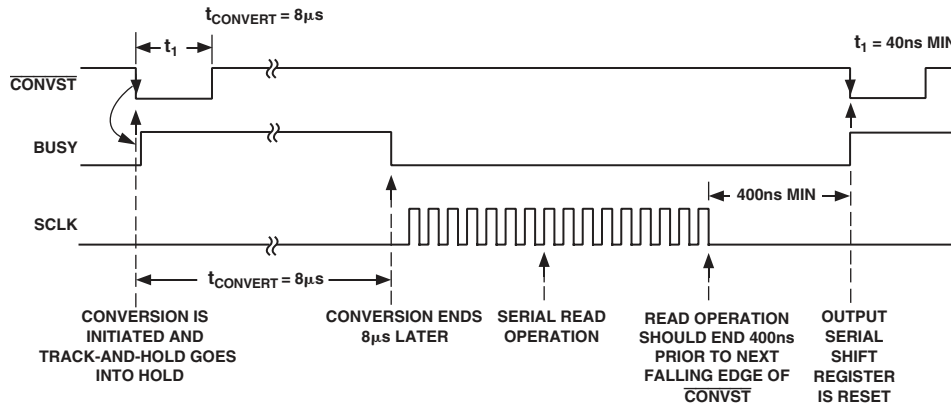 tCONVERT = 8μs
t1
t1 = 40ns MIN
CONVST
BUSY
400ns MIN
SCLK
tCONVERT = 8μs
CONVERSION IS
INITIATED AND
TRACK-AND-HOLD GOES
INTO HOLD
CONVERSION ENDS
8μs LATER
SERIAL READ
OPERATION
READ OPERATION
SHOULD END 400ns
PRIOR TO NEXT
FALLING EDGE OF
CONVST
OUTPUT
SERIAL
SHIFT
REGISTER
IS RESET